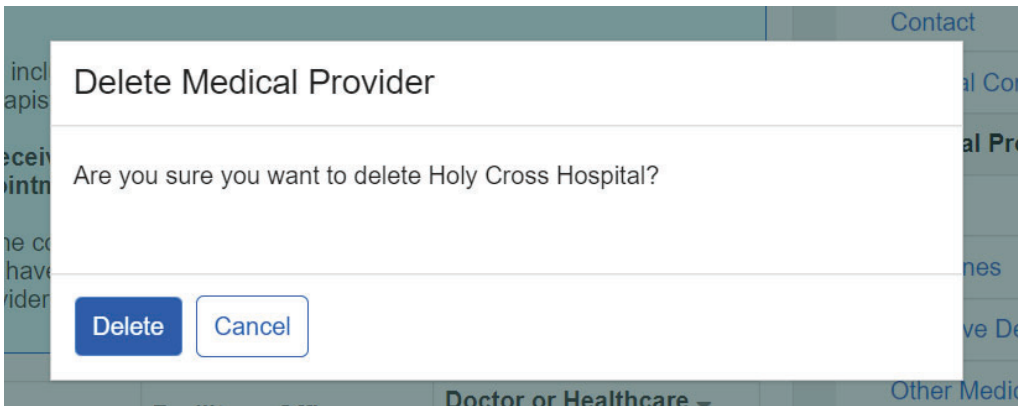 Contact
Delete Medical Provider
Are you sure you want to delete Holy Cross Hospital?
have
Delete
Cancel
Other
Doctor or Healthcare